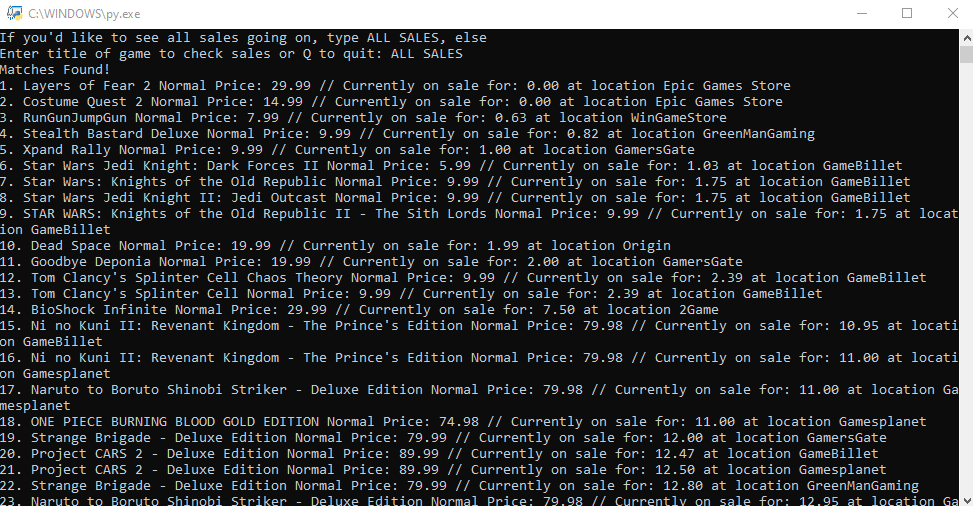 C:\WINDOWS\py.exe
If you'd like to see all sales going on, type ALL SALES, else
Enter title of game to check sales or Q to quit: ALL SALES
Matches Found!
1. Layers of Fear 2 Normal Price: 29.99 // Currently on sale for: 0.00 at location Epic Games Store
2. Costume Quest 2 Normal Price: 14.99 // Currently on sale for: 0.00 at location Epic Games Store
3. RunGunJumpGun Normal Price: 7.99 // Currently on sale for: 0.63 at location WinGameStore
4. Stealth Bastard Deluxe Normal Price: 9.99 // Currently on sale for: 0.82 at location GreenManGaming
5. Xpand Rally Normal Price: 9.99 // Currently on sale for: 1.00 at location GamersGate
6. Star Wars Jedi Knight: Dark Forces II Normal Price: 5.99 // Currently on sale for: 1.03 at location GameBillet
7. Star Wars: Knights of the Old Republic Normal Price: 9.99 // Currently on sale for: 1.75 at location GameBillet
8. Star Wars Jedi Knight II: Jedi Outcast Normal Price: 9.99 // Currently on sale for: 1.75 at location GameBillet
9. STAR WARS: Knights of the Old Republic II - The Sith Lords Normal Price: 9.99 // Currently on sale for: 1.75 at locat
ion GameBillet
10. Dead Space Normal Price: 19.99 // Currently on sale for: 1.99 at location Origin
11. Goodbye Deponia Normal Price: 19.99 // Currently on sale for: 2.00 at location GamersGate
12. Tom Clancy's Splinter Cell Chaos Theory Normal Price: 9.99 // Currently on sale for: 2.39 at location GameBillet
13. Tom Clancy's Splinter Cell Normal Price: 9.99 // Currently on sale for: 2.39 at location GameBillet
14. BioShock Infinite Normal Price: 29.99 // Currently on sale for: 7.50 at location 2Game
15. Ni no Kuni II: Revenant Kingdom - The Prince's Edition Normal Price: 79.98 // Currently on sale for: 10.95 at locati
on GameBillet
16. Ni no Kuni II: Revenant Kingdom - The Prince's Edition Normal Price: 79.98 // Currently on sale for: 11.00 at locati
on Gamesplanet
17. Naruto to Boruto Shinobi Striker - Deluxe Edition Normal Price: 79.98 // Currently on sale for: 11.00 at location Ga
mesplanet
18. ONE PIECE BURNING BLOOD GOLD EDITION Normal Price: 74.98 // Currently on sale for: 11.00 at location Gamesplanet
19. Strange Brigade - Deluxe Edition Normal Price: 79.99 // Currently on sale for: 12.00 at location GamersGate
20. Project CARS 2 - Deluxe Edition Normal Price: 89.99 // Currently on sale for: 12.47 at location GameBillet
21. Project CARS 2 - Deluxe Edition Normal Price: 89.99 // Currently on sale for: 12.50 at location Gamesplanet
22. Strange Brigade - Deluxe Edition Normal Price: 79.99 // Currently on sale for: 12.80 at location GreenManGaming
23. Naruto to Boruto Shinobi Striker - Deluxe Edition Normal Price: 79.98 // Currently on sale for: 12.95 at location Ga